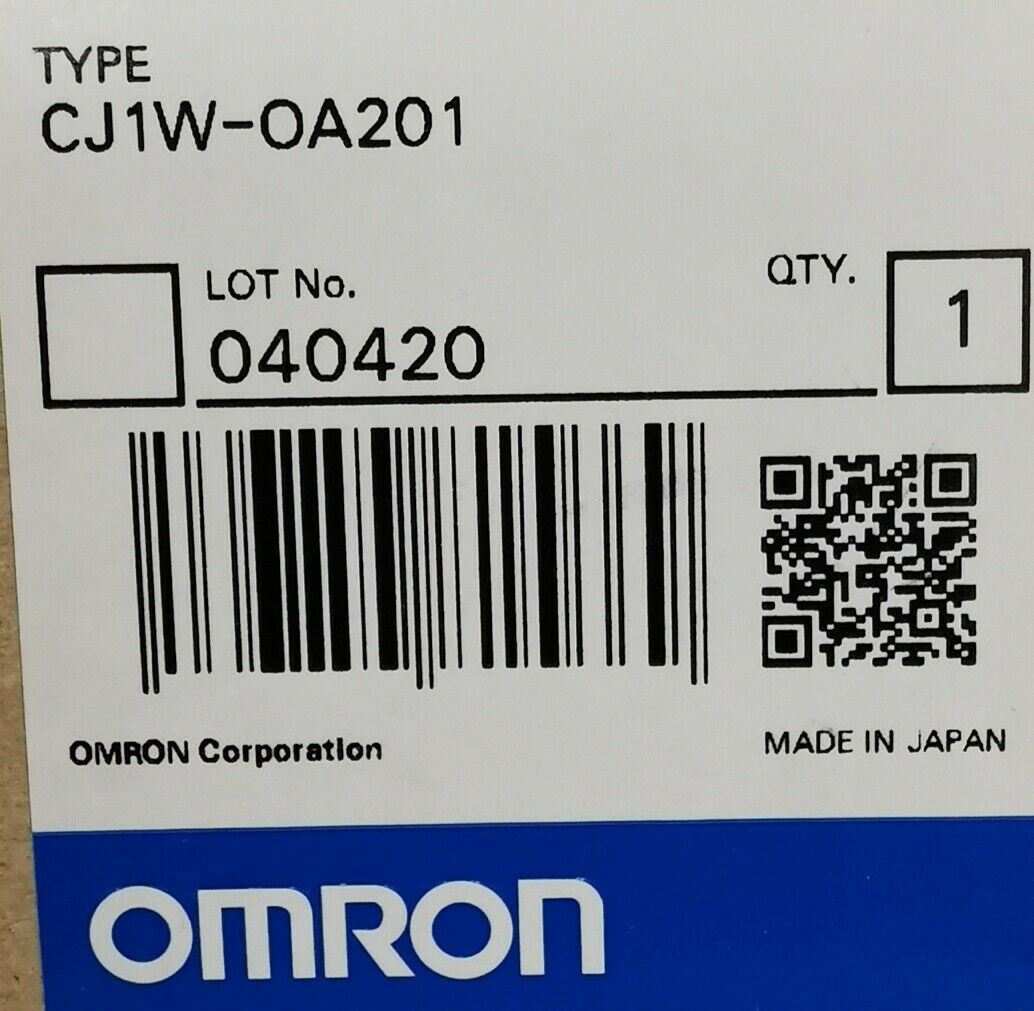 TYPE
CJ1W-OA201
LOT No.
QTY.
040420
1
OMRON Corporation
MADE IN JAPAN
OMRON